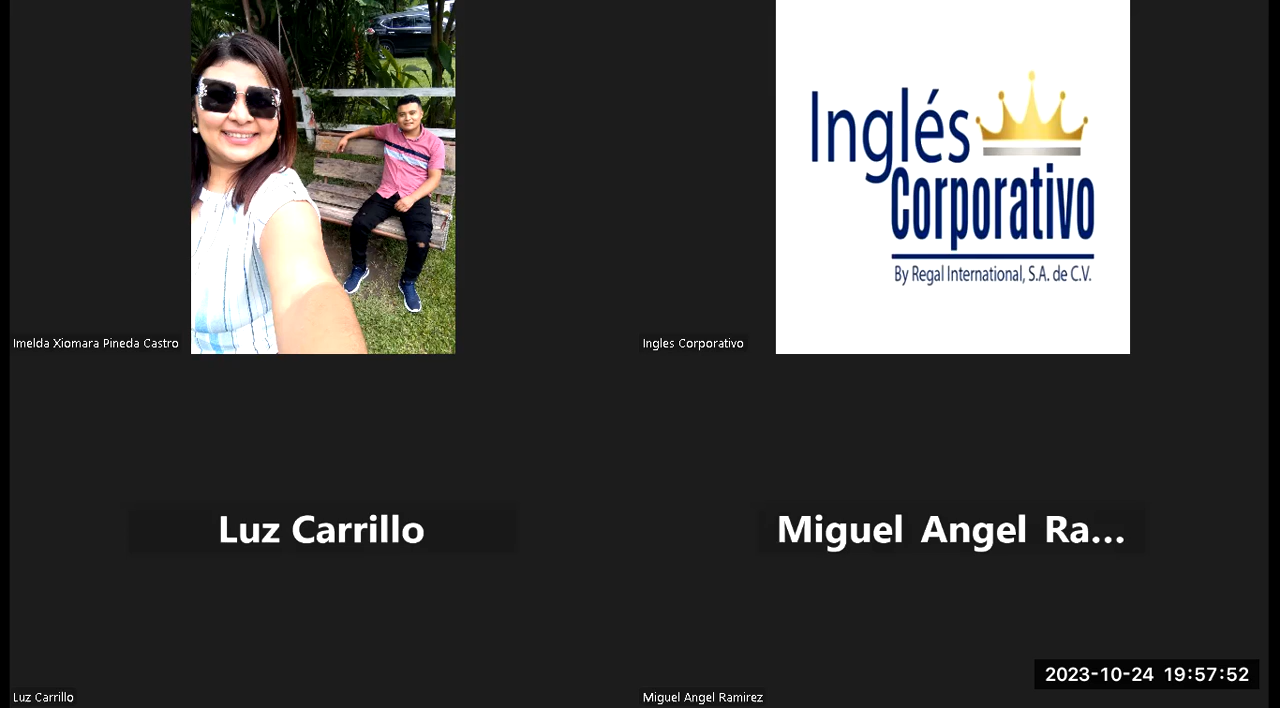 Inglés
Corporativo
By Regal International, S.A. de C.V.
Imelda Xiomara Pineda Castro
Ingles Corporativo
Luz Carrillo
Miguel Angel Ra...
2023-10-24 19:57:52
Luz Carrillo
Miguel Angel Ramirez